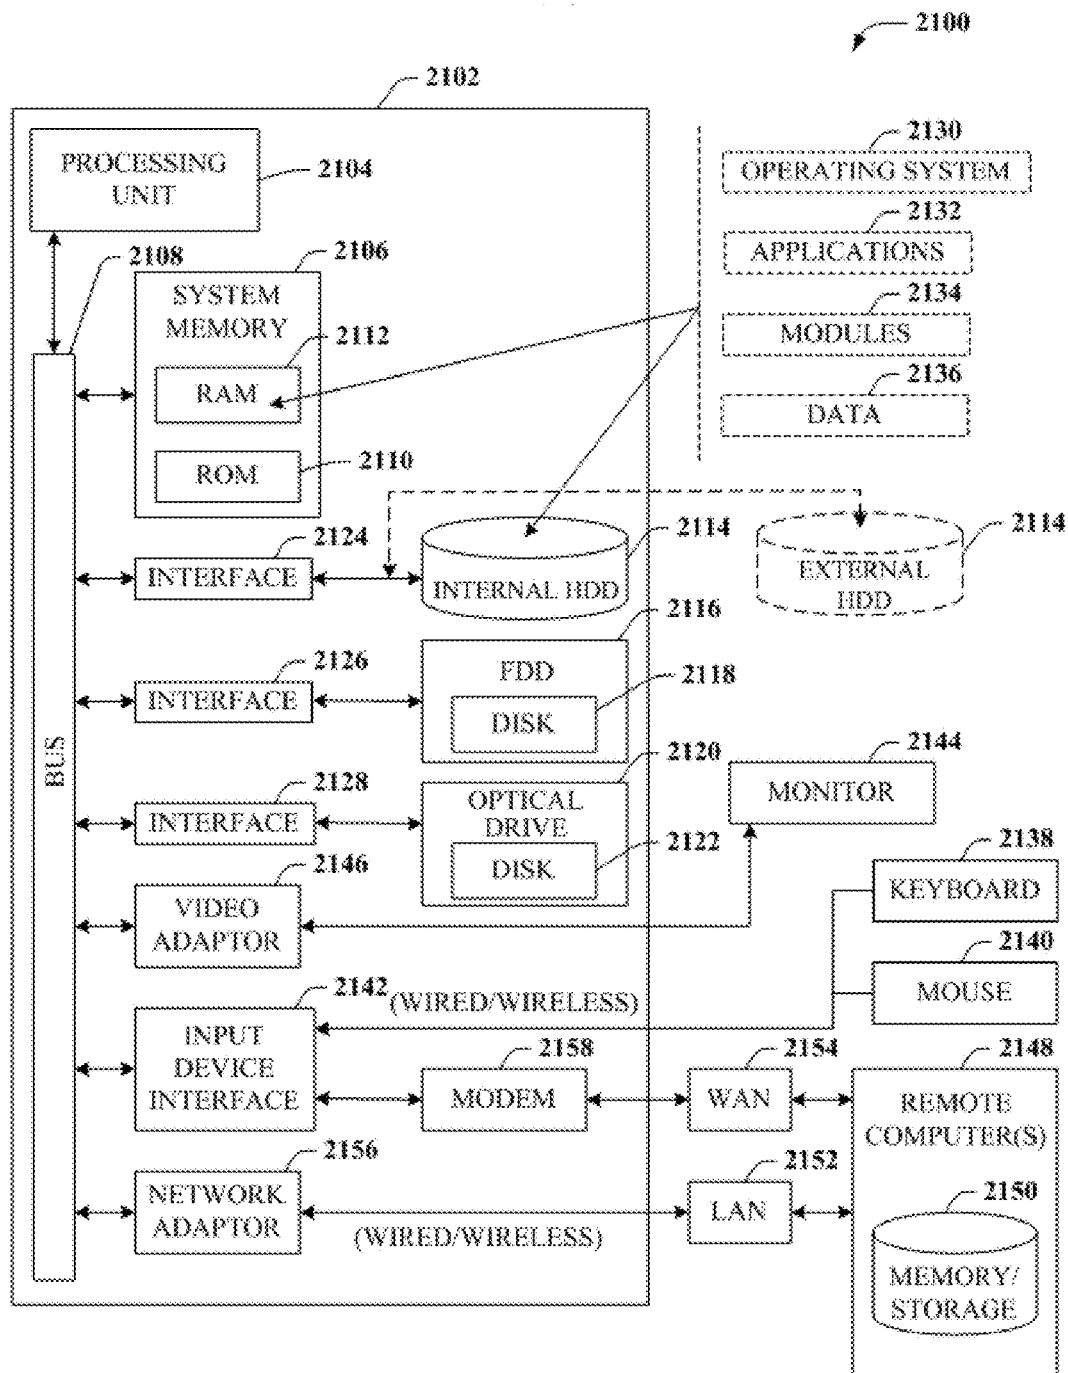 2100
2102
PROCESSING
UNIT
2104
2130
OPERATING SYSTEM
2132
APPLICATIONS
2134
MODULES
2136
DATA
2108
2106
SYSTEM
MEMORY
2112
RAM
ROM
2110
2124
INTERFACE
2114
INTERNAL HDD
2114
EXTERNAL
HDD
2126
INTERFACE
2116
FDD
2118
DISK
BUS
2128
INTERFACE
2120
OPTICAL
DRIVE
2122
DISK
2144
MONITOR
2146
VIDEO
ADAPTOR
2138
KEYBOARD
2140
MOUSE
2142
(WIRED/WIRELESS)
INPUT
DEVICE
INTERFACE
2158
MODEM
2154
WAN
2148
REMOTE
COMPUTER(S)
2156
NETWORK
ADAPTOR
(WIRED/WIRELESS)
2152
LAN
2150
MEMORY/
STORAGE